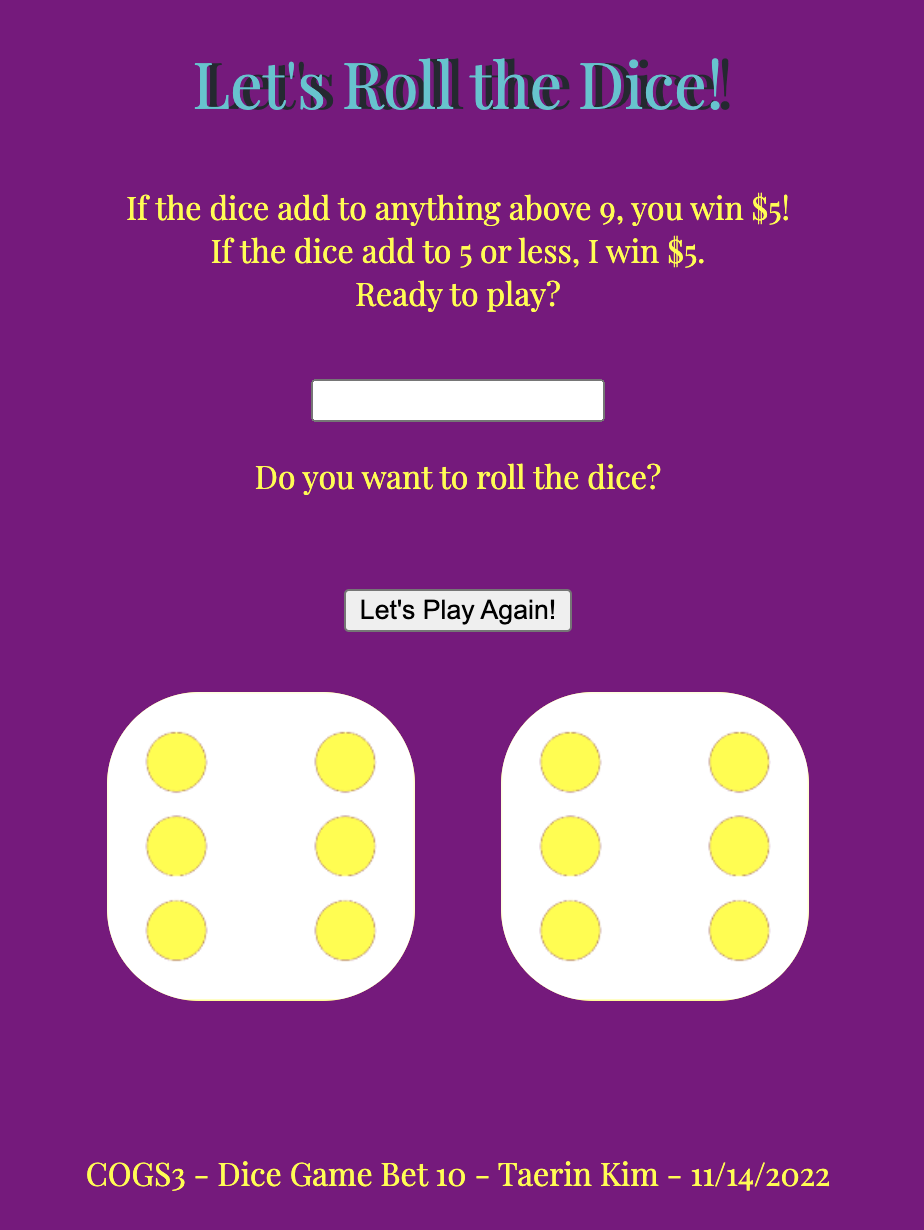 Let's Roll the Dice!
If the dice add to anything above 9, you win $5!
If the dice add to 5 or less, I win $5.
Ready to play?
Do you want to roll the dice?
Let's Play Again!
COGS3 - Dice Game Bet 10 - Taerin Kim - 11/14/2022